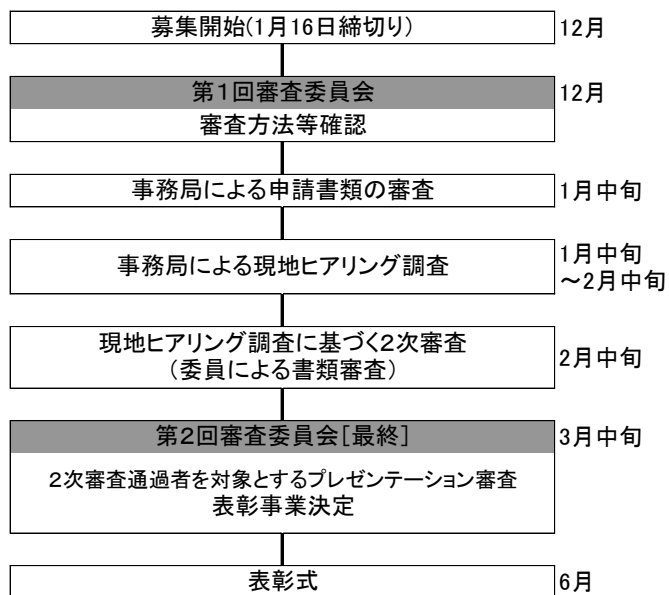 募集開始(1月16日締切り)
12月
第1回審査委員会
12月
審査方法等確認
事務局による申請書類の審査
1月中旬
事務局による現地ヒアリング調査
1月中旬
～2月中旬
現地ヒアリング調査に基づく2次審査
(委員による書類審査)
2月中旬
第2回審査委員会[最終]
3月中旬
2次審査通過者を対象とするプレゼンテーション審査
表彰事業決定
表彰式
6月